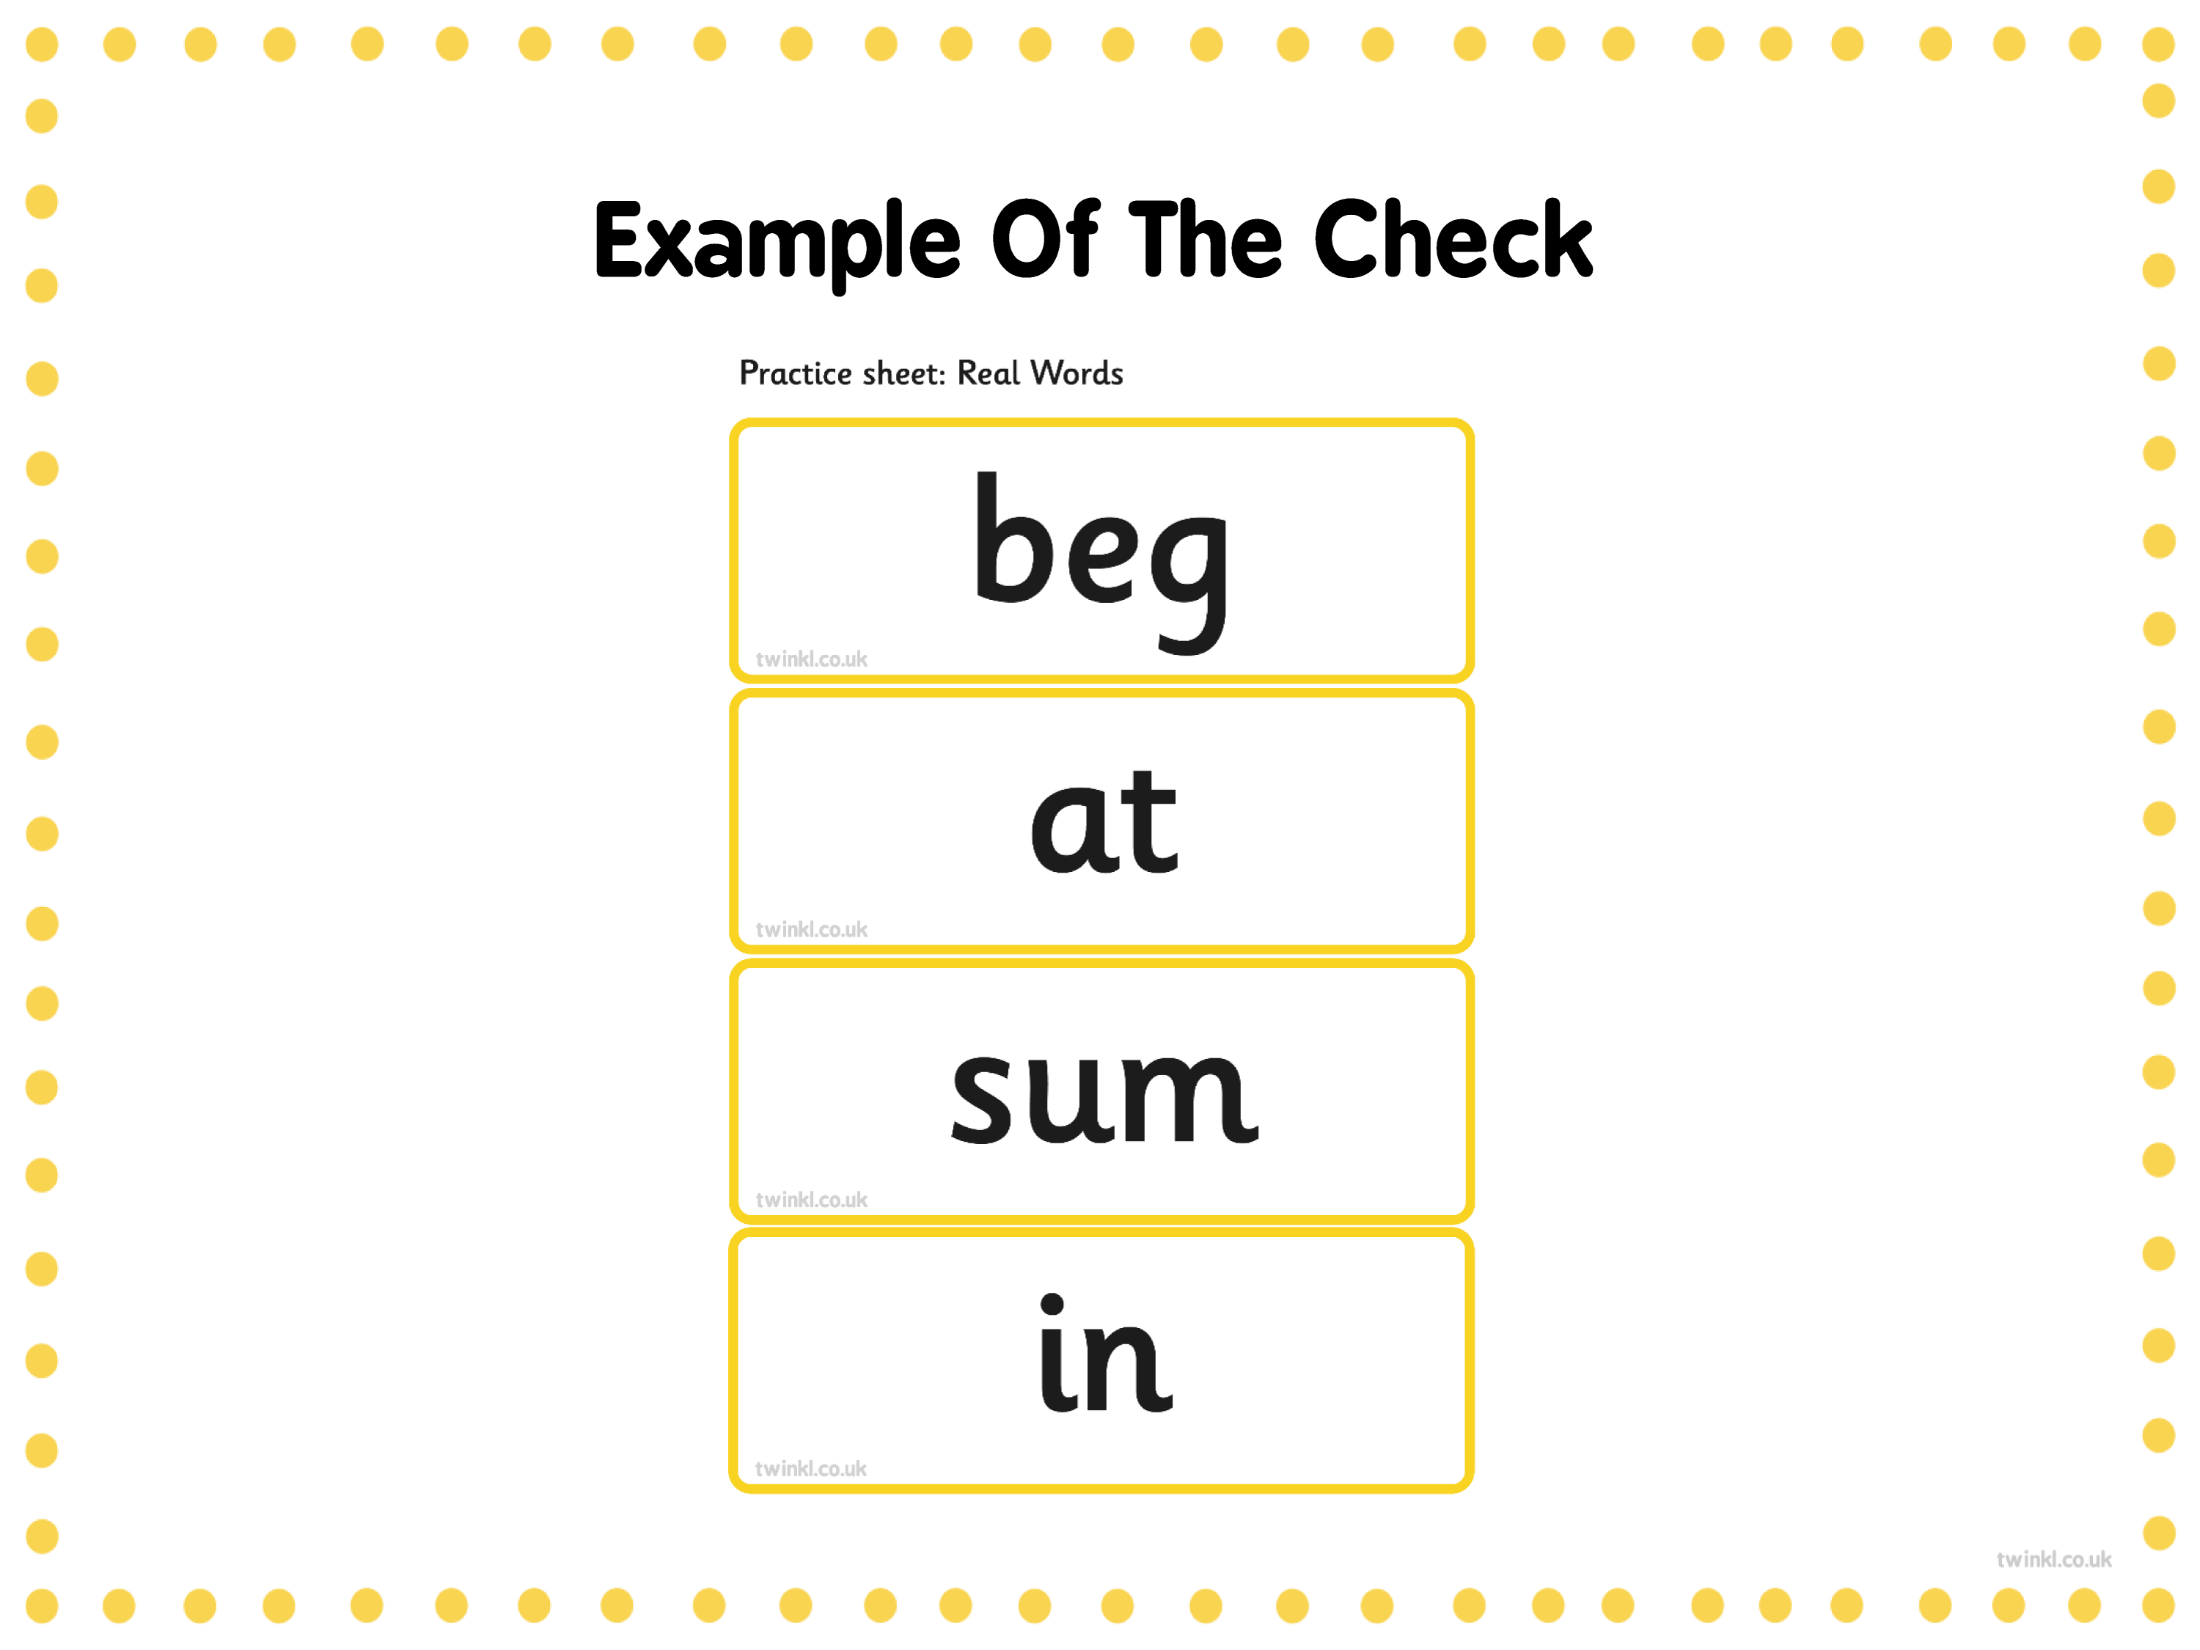 Example Of The Check
Practice sheet: Real Words
beg
twinkl.co.uk
at
twinkl.co.uk
sum
twinkl.co.uk
in
twinkl.co.uk
twinkl.co.uk